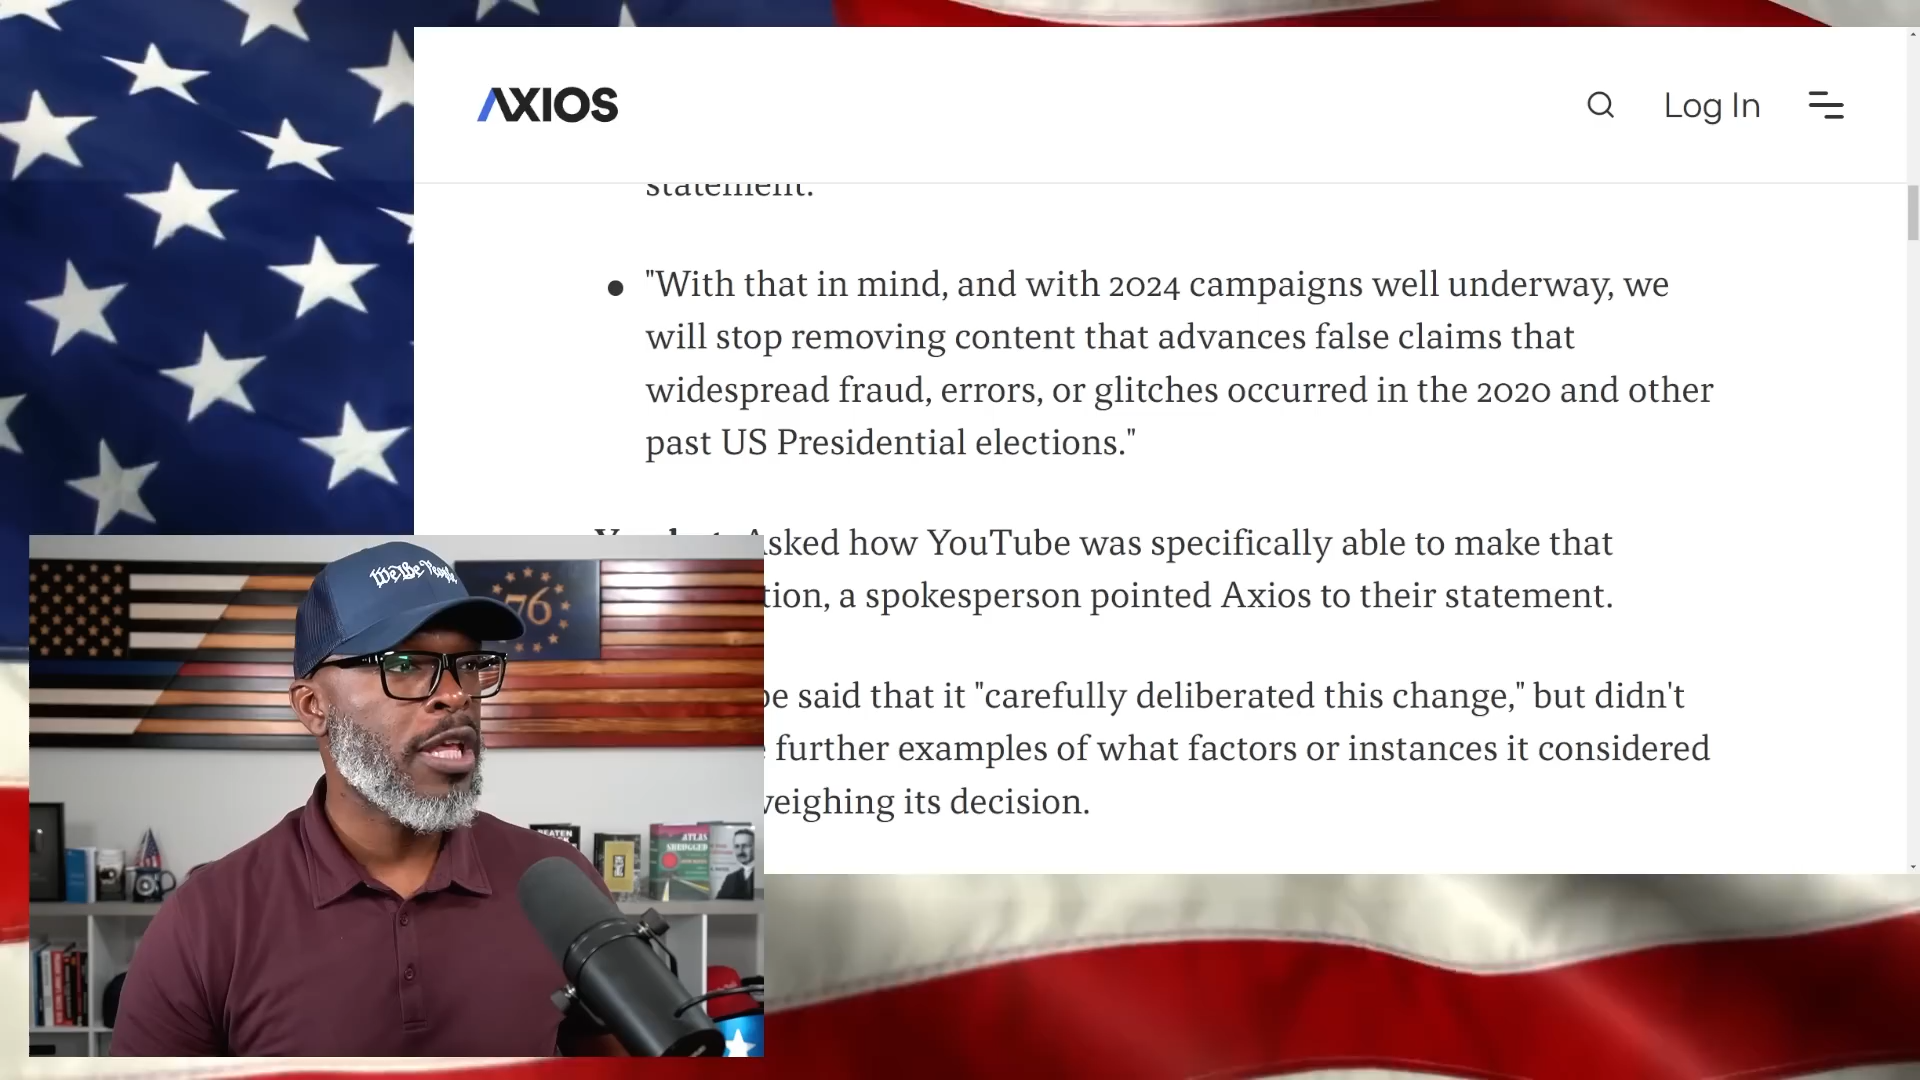 AXIOS
Log In
statement.
"With that in mind, and with 2024 campaigns well underway, we
will stop removing content that advances false claims that
widespread fraud, errors, or glitches occurred in the 2020 and other
past US Presidential elections."
Asked how YouTube was specifically able to make that
tion, a spokesperson pointed Axios to their statement.
be said that it "carefully deliberated this change," but didn't
further examples of what factors or instances it considered
weighing its decision.
We the People
76
ATLAS
SHRUGGED